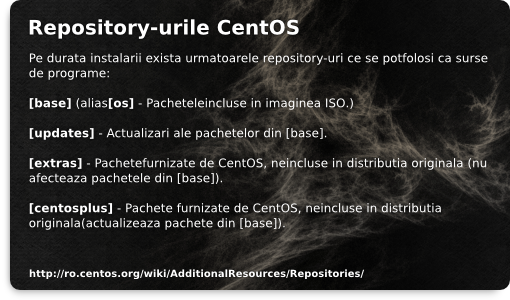 Repository-urile CentOS
Pe durata instalarii exista urmatoarele repository-uri ce se potfolosi ca surse
de programe:
[base] (alias[os] - Pacheteleincluse in imaginea ISO.)
[updates] - Actualizari ale pachetelor din [base].
[extras] - Pachetefurnizate de CentOS, neincluse in distributia originala (nu
afecteaza pachetele din [base]).
[centosplus] - Pachete furnizate de CentOS, neincluse in distributia
originala(actualizeaza pachete din [base]).
http://ro.centos.org/wiki/AdditionalResources/Repositories/